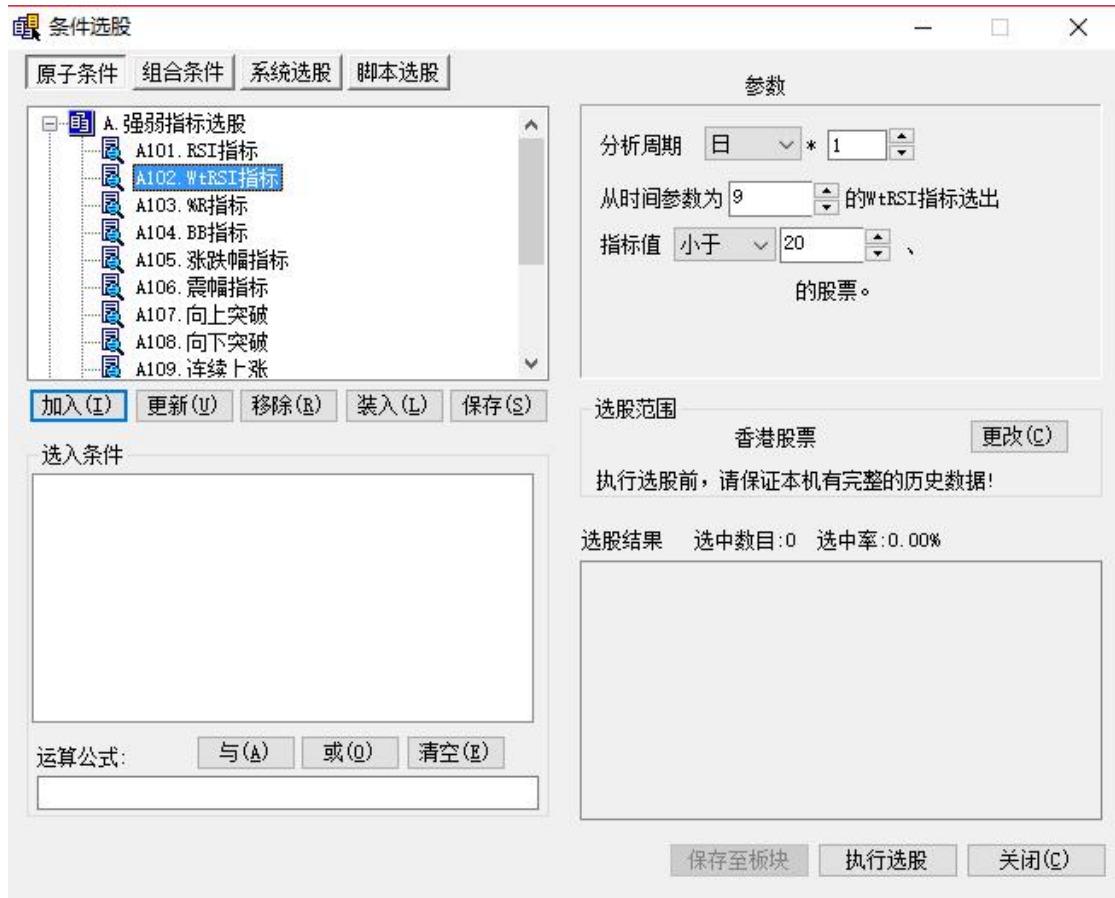 条件选股
原子条件 组合条件 系统选股 脚本选股
A.强弱指标选股
A101.RSI指标
A102.WtRSI指标
A103.%R指标
A104.BB指标
A105.张跌幅指标
A106.震幅指标
A107.向上突破
A108.向下突破
A109.连续上涨
加入(I) 更新(U) 移除(R) 装入(L) 保存(S)
选入条件
运算公式: 与(A) 或(O) 清空(E)
参数
分析周期 日 * 1
从时间参数为 9 的WtRSI指标选出
指标值 小于 20 、
的股票。
选股范围
香港股票 更改(C)
执行选股前，请保证本机有完整的历史数据!
选股结果 选中数目:0 选中率:0.00%
保存至板块 执行选股 关闭(C)